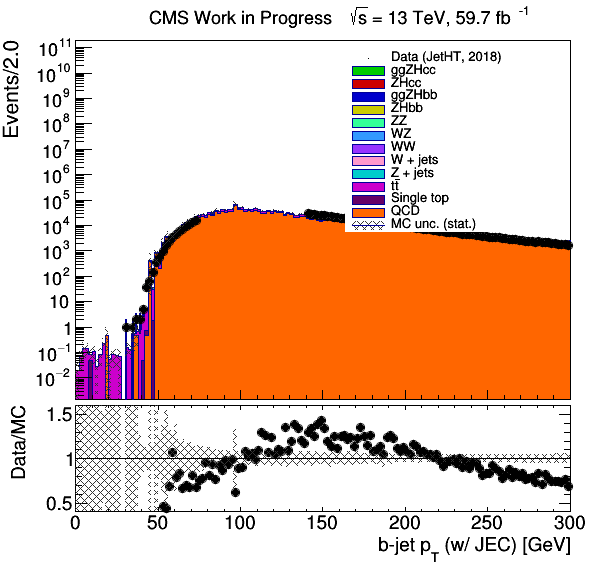 CMS Work in Progress √s = 13 TeV, 59.7 fb⁻¹
Events/2.0
10¹¹
10¹⁰
10⁹
10⁸
10⁷
10⁶
10⁵
10⁴
10³
10²
10
1
10⁻¹
10⁻²
Data (JetHT, 2018)
ggZHcc
ZHcc
ggZHbb
ZHbb
ZZ
WZ
WW
W + jets
Z + jets
tt̄
Single top
QCD
MC unc. (stat.)
Data/MC
1.5
1
0.5
0 50 100 150 200 250 300
b-jet p_T (w/ JEC) [GeV]